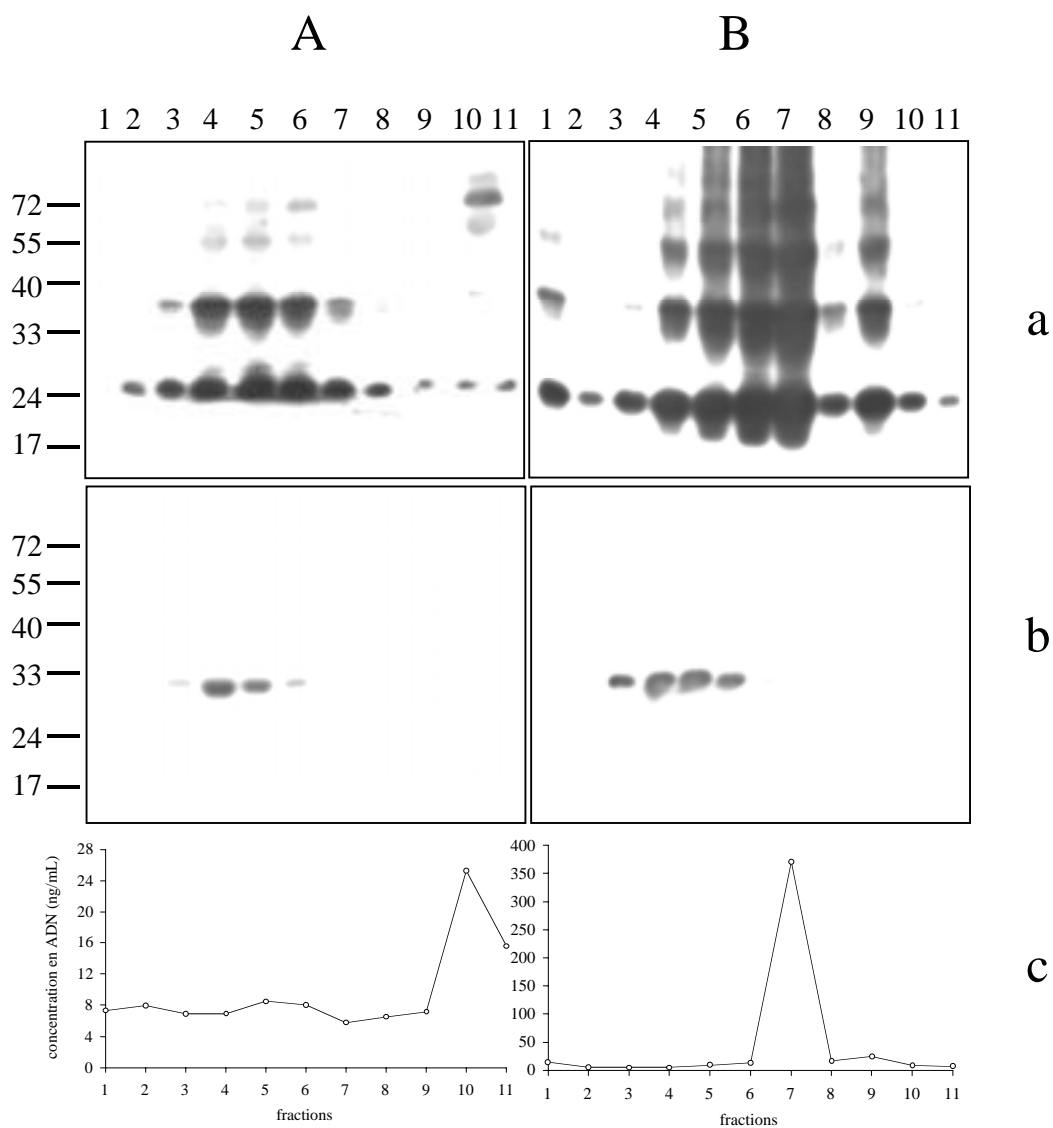 A B
1 2 3 4 5 6 7 8 9 10 11 1 2 3 4 5 6 7 8 9 10 11
72
55
40
33
24
17
a
72
55
40
33
24
17
b
concentration en ADN (ng/mL)
28
24
20
16
12
8
4
0
1 2 3 4 5 6 7 8 9 10 11
fractions
400
350
300
250
200
150
100
50
0
1 2 3 4 5 6 7 8 9 10 11
fractions
c